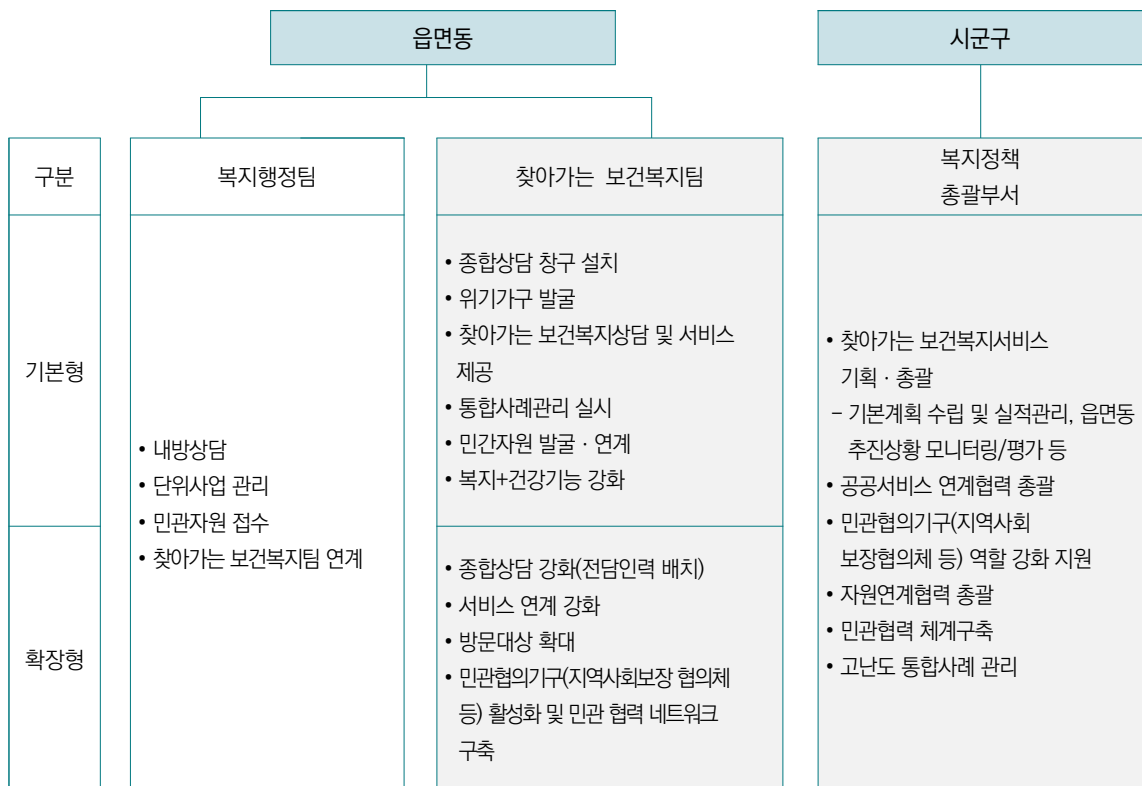 읍면동
시군구
구분
복지행정팀
찾아가는 보건복지팀
복지정책
총괄부서
기본형
확장형
• 내방상담
• 단위사업 관리
• 민관자원 접수
• 찾아가는 보건복지팀 연계
• 종합상담 창구 설치
• 위기가구 발굴
• 찾아가는 보건복지상담 및 서비스
제공
• 통합사례관리 실시
• 민간자원 발굴 · 연계
• 복지+건강기능 강화
• 종합상담 강화(전담인력 배치)
• 서비스 연계 강화
• 방문대상 확대
• 민관협의기구(지역사회보장 협의체
등) 활성화 및 민관 협력 네트워크
구축
• 찾아가는 보건복지서비스
기획 · 총괄
- 기본계획 수립 및 실적관리, 읍면동
추진상황 모니터링/평가 등
• 공공서비스 연계협력 총괄
• 민관협의기구(지역사회
보장협의체 등) 역할 강화 지원
• 자원연계협력 총괄
• 민관협력 체계구축
• 고난도 통합사례 관리